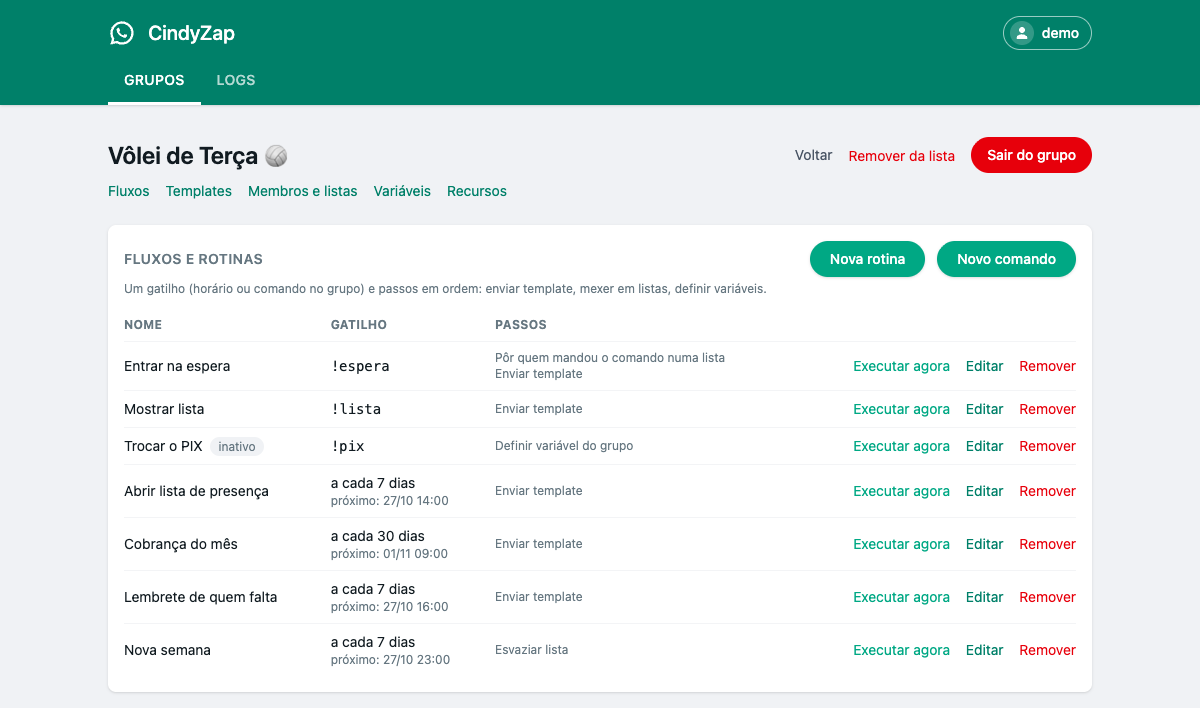 CindyZap
demo
GRUPOS LOGS
Vôlei de Terça 🏐
Voltar Remover da lista Sair do grupo
Fluxos Templates Membros e listas Variáveis Recursos
FLUXOS E ROTINAS
Nova rotina Novo comando
Um gatilho (horário ou comando no grupo) e passos em ordem: enviar template, mexer em listas, definir variáveis.
NOME GATILHO PASSOS
Entrar na espera !espera Pôr quem mandou o comando numa lista
Enviar template
Executar agora Editar Remover
Mostrar lista !lista Enviar template Executar agora Editar Remover
Trocar o PIX inativo !pix Definir variável do grupo Executar agora Editar Remover
Abrir lista de presença a cada 7 dias
próximo: 27/10 14:00
Enviar template Executar agora Editar Remover
Cobrança do mês a cada 30 dias
próximo: 01/11 09:00
Enviar template Executar agora Editar Remover
Lembrete de quem falta a cada 7 dias
próximo: 27/10 16:00
Enviar template Executar agora Editar Remover
Nova semana a cada 7 dias
próximo: 27/10 23:00
Esvaziar lista Executar agora Editar Remover